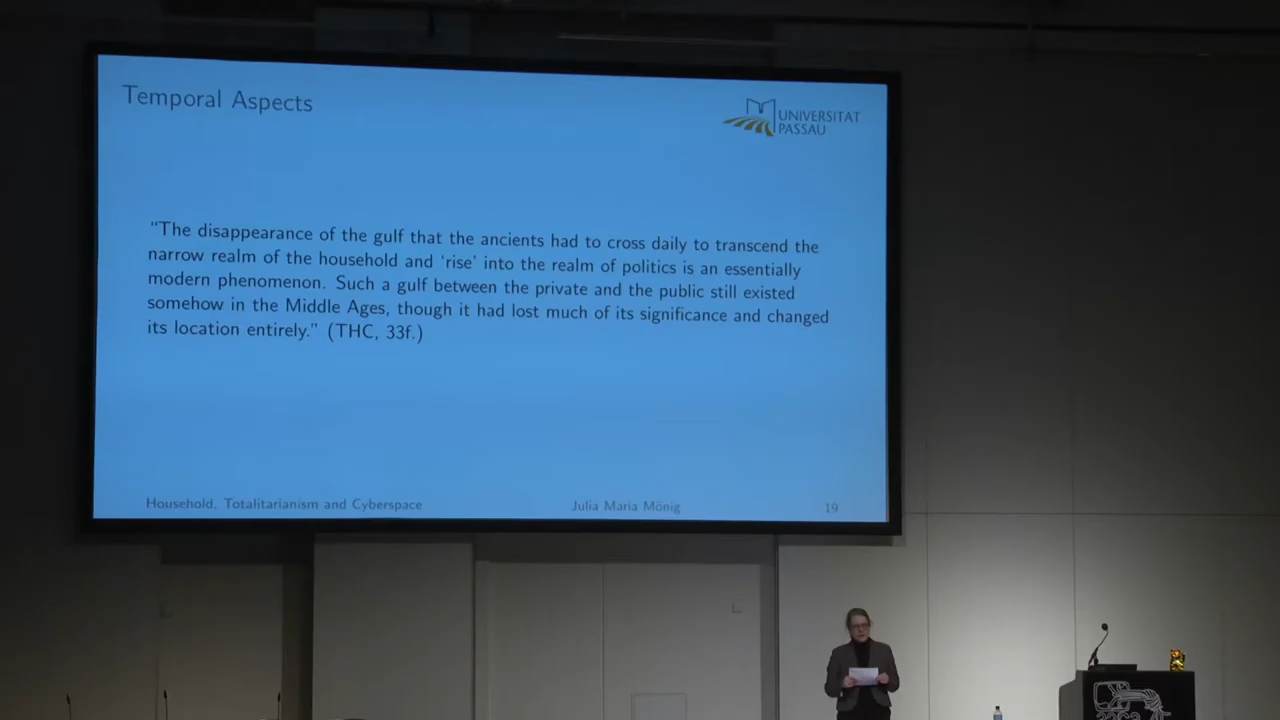 Temporal Aspects
UNIVERSITAT
PASSAU
“The disappearance of the gulf that the ancients had to cross daily to transcend the
narrow realm of the household and ‘rise’ into the realm of politics is an essentially
modern phenomenon. Such a gulf between the private and the public still existed
somehow in the Middle Ages, though it had lost much of its significance and changed
its location entirely.” (THC, 33f.)
Household, Totalitarianism and Cyberspace
Julia Maria Mönig
19